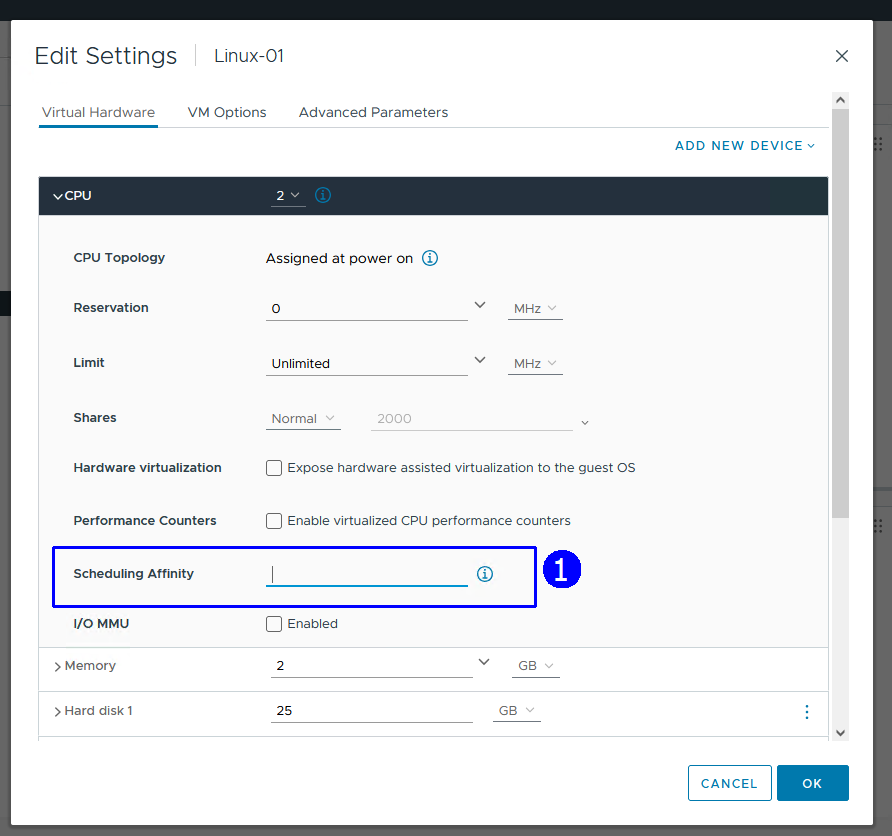 Edit Settings Linux-01
Virtual Hardware VM Options Advanced Parameters
ADD NEW DEVICE
CPU 2
CPU Topology Assigned at power on
Reservation 0 MHz
Limit Unlimited MHz
Shares Normal 2000
Hardware virtualization Expose hardware assisted virtualization to the guest OS
Performance Counters Enable virtualized CPU performance counters
Scheduling Affinity 1
I/O MMU Enabled
Memory 2 GB
Hard disk 1 25 GB
CANCEL OK